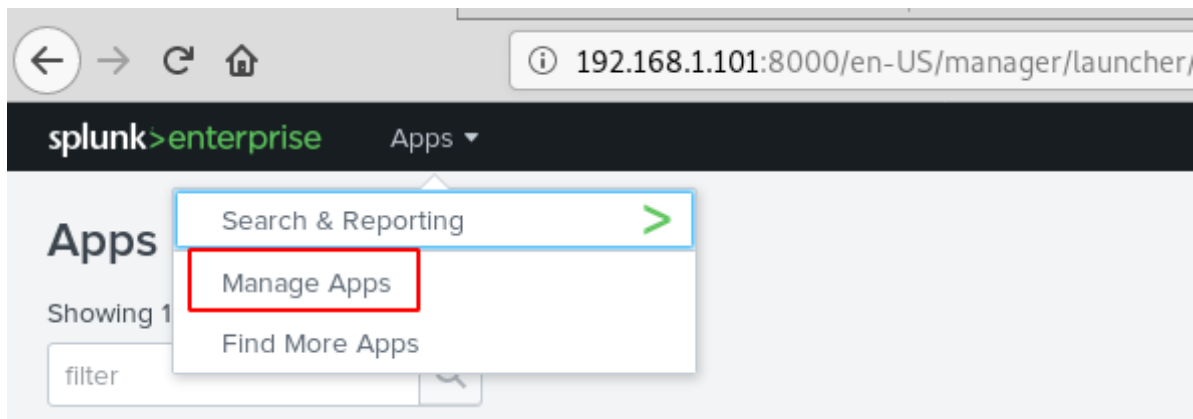 192.168.1.101:8000/en-US/manager/launcher/
splunk>enterprise Apps
Apps
Search & Reporting >
Manage Apps
Showing 1
Find More Apps
filter